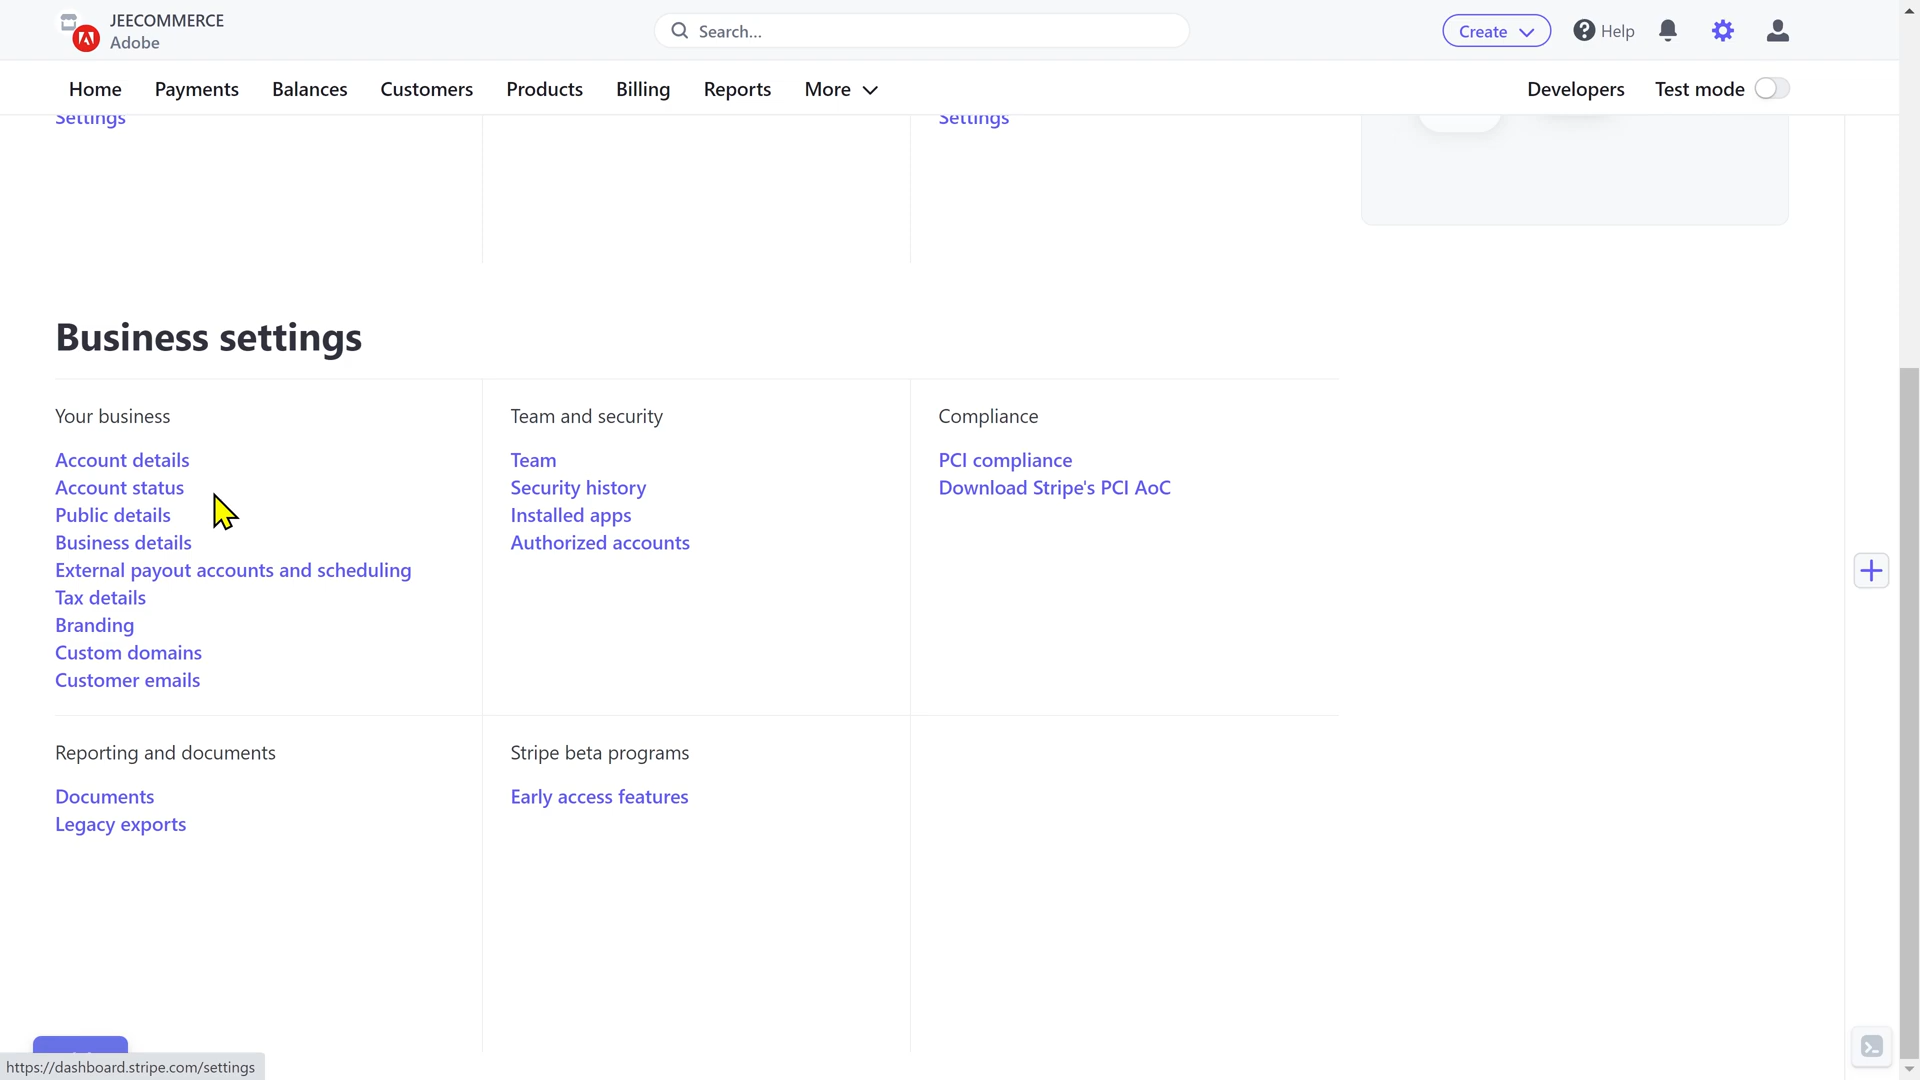 JEECOMMERCE
Adobe
Search...
Create
Help
Home
Payments
Balances
Customers
Products
Billing
Reports
More
Developers
Test mode
Settings
Settings
Business settings
Your business
Account details
Account status
Public details
Business details
External payout accounts and scheduling
Tax details
Branding
Custom domains
Customer emails
Team and security
Team
Security history
Installed apps
Authorized accounts
Compliance
PCI compliance
Download Stripe's PCI AoC
Reporting and documents
Documents
Legacy exports
Stripe beta programs
Early access features
https://dashboard.stripe.com/settings